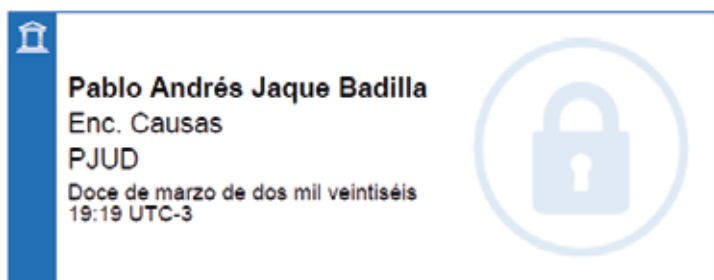 Pablo Andrés Jaque Badilla
Enc. Causas
PJUD
Doce de marzo de dos mil veintiséis
19:19 UTC-3